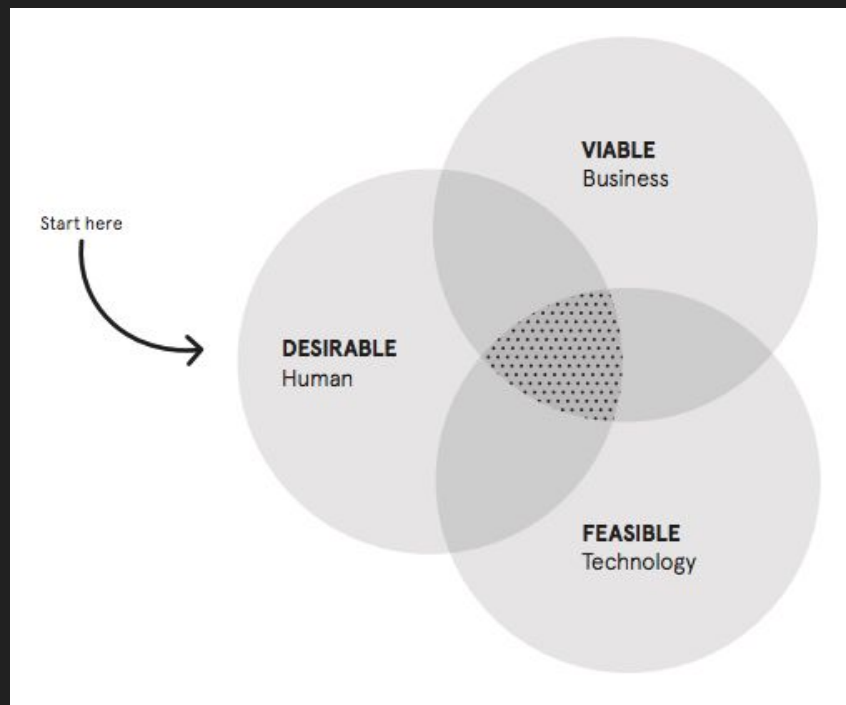 VIABLE
Business
Start here
DESIRABLE
Human
FEASIBLE
Technology